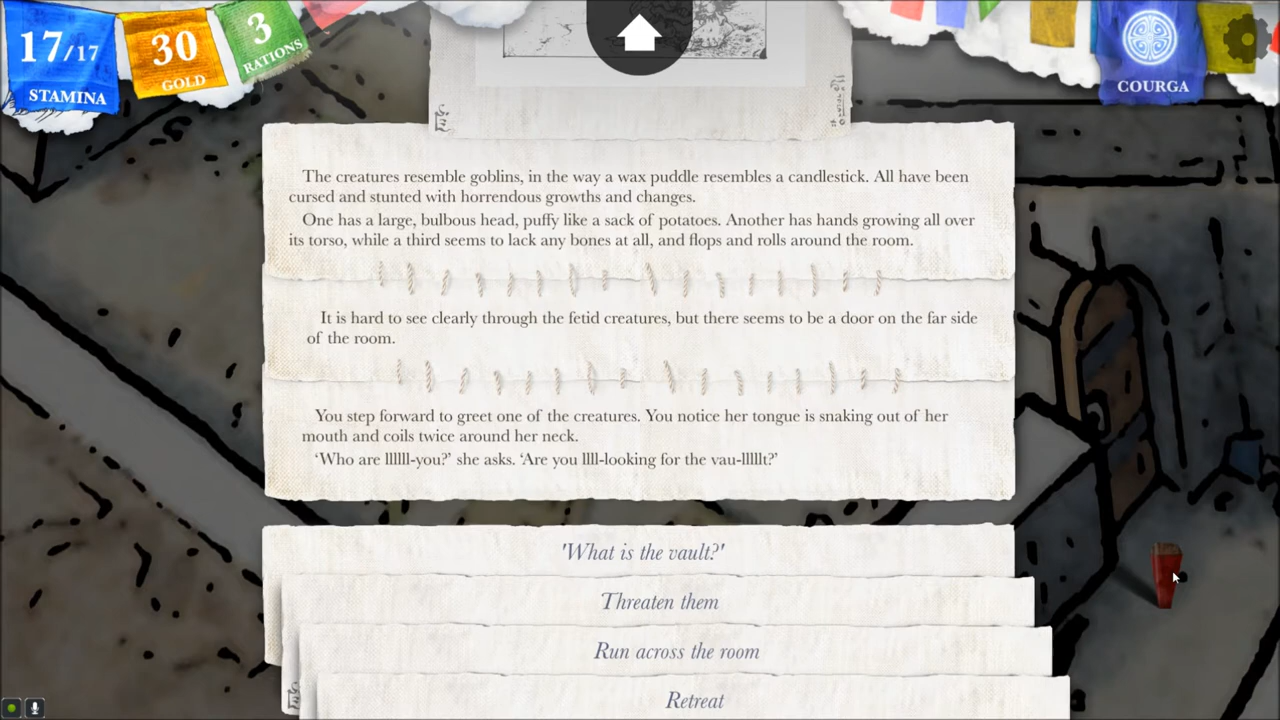 17/17
STAMINA
30
GOLD
3
RATIONS
COURGA
The creatures resemble goblins, in the way a wax puddle resembles a candlestick. All have been
cursed and stunted with horrendous growths and changes.
One has a large, bulbous head, puffy like a sack of potatoes. Another has hands growing all over
its torso, while a third seems to lack any bones at all, and flops and rolls around the room.
It is hard to see clearly through the fetid creatures, but there seems to be a door on the far side
of the room.
You step forward to greet one of the creatures. You notice her tongue is snaking out of her
mouth and coils twice around her neck.
‘Who are llllll-you?’ she asks. ‘Are you llll-looking for the vau-lllllt?’
'What is the vault?'
Threaten them
Run across the room
Retreat